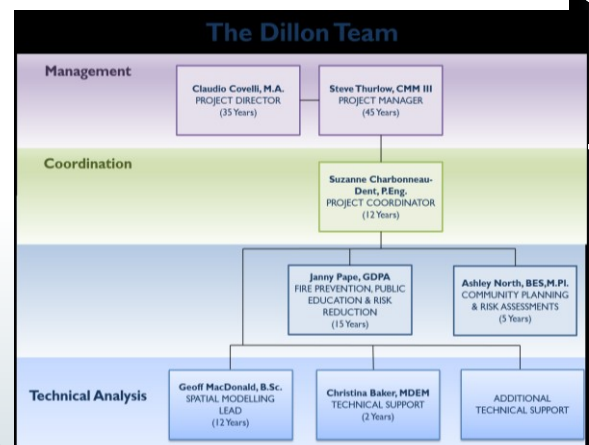 The Dillon Team
Management
Claudio Covelli, M.A.
PROJECT DIRECTOR
(35 Years)
Steve Thurlow, CMM III
PROJECT MANAGER
(45 Years)
Coordination
Suzanne Charbonneau-
Dent, P.Eng.
PROJECT COORDINATOR
(12 Years)
Janny Pape, GDPA
FIRE PREVENTION, PUBLIC
EDUCATION & RISK
REDUCTION
(15 Years)
Ashley North, BES,M.Pl.
COMMUNITY PLANNING
& RISK ASSESSMENTS
(5 Years)
Technical Analysis
Geoff MacDonald, B.Sc.
SPATIAL MODELLING
LEAD
(12 Years)
Christina Baker, MDEM
TECHNICAL SUPPORT
(2 Years)
ADDITIONAL
TECHNICAL SUPPORT